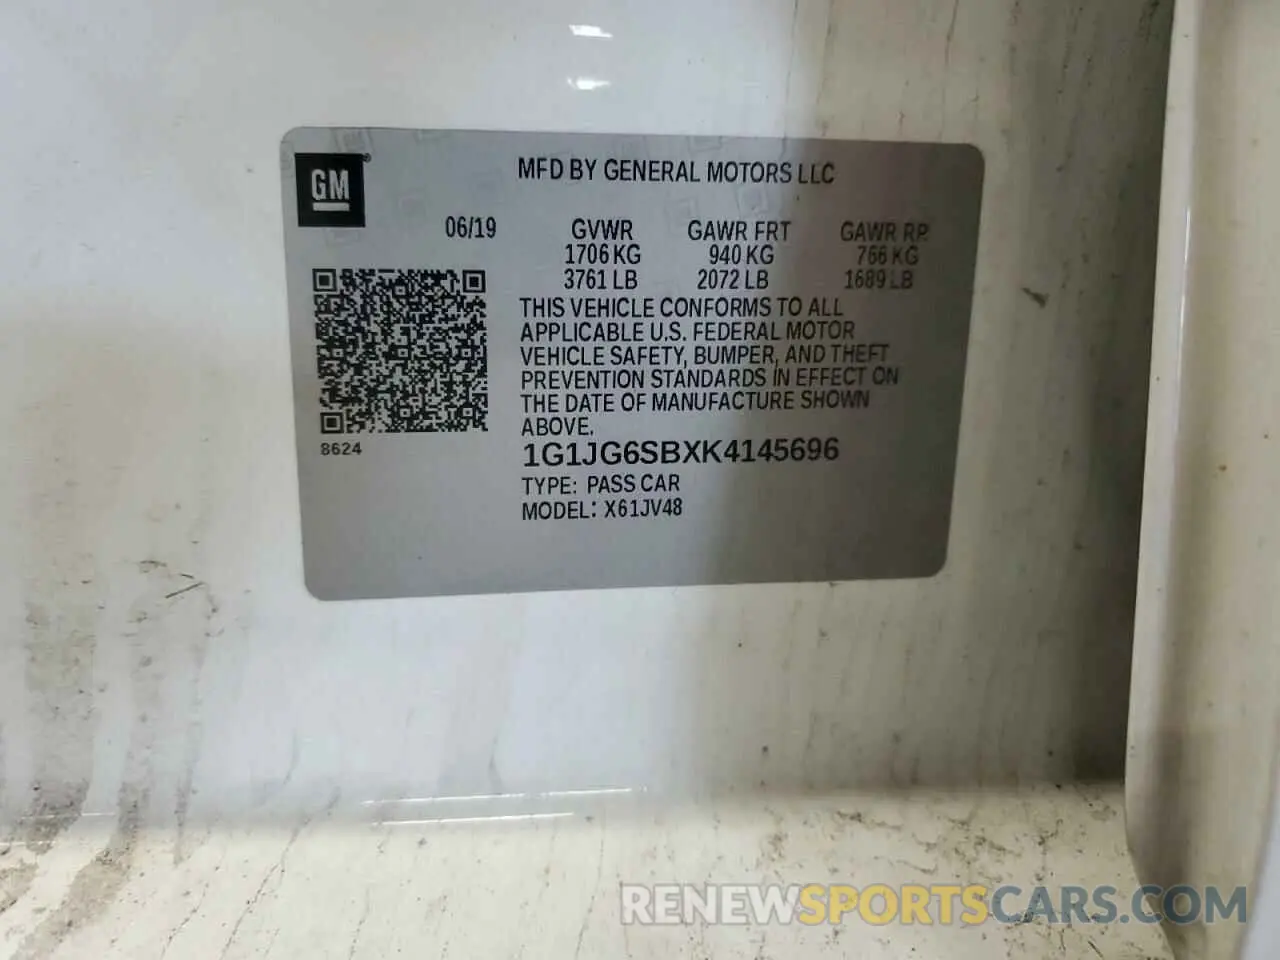 GM
MFD BY GENERAL MOTORS LLC
06/19 GVWR GAWR FRT GAWR RR
1706 KG 940 KG 766 KG
3761 LB 2072 LB 1689 LB
THIS VEHICLE CONFORMS TO ALL
APPLICABLE U.S. FEDERAL MOTOR
VEHICLE SAFETY, BUMPER, AND THEFT
PREVENTION STANDARDS IN EFFECT ON
THE DATE OF MANUFACTURE SHOWN
ABOVE.
8624
1G1JG6SBXK4145696
TYPE: PASS CAR
MODEL: X61JV48
RENEWSPORTSCARS.COM